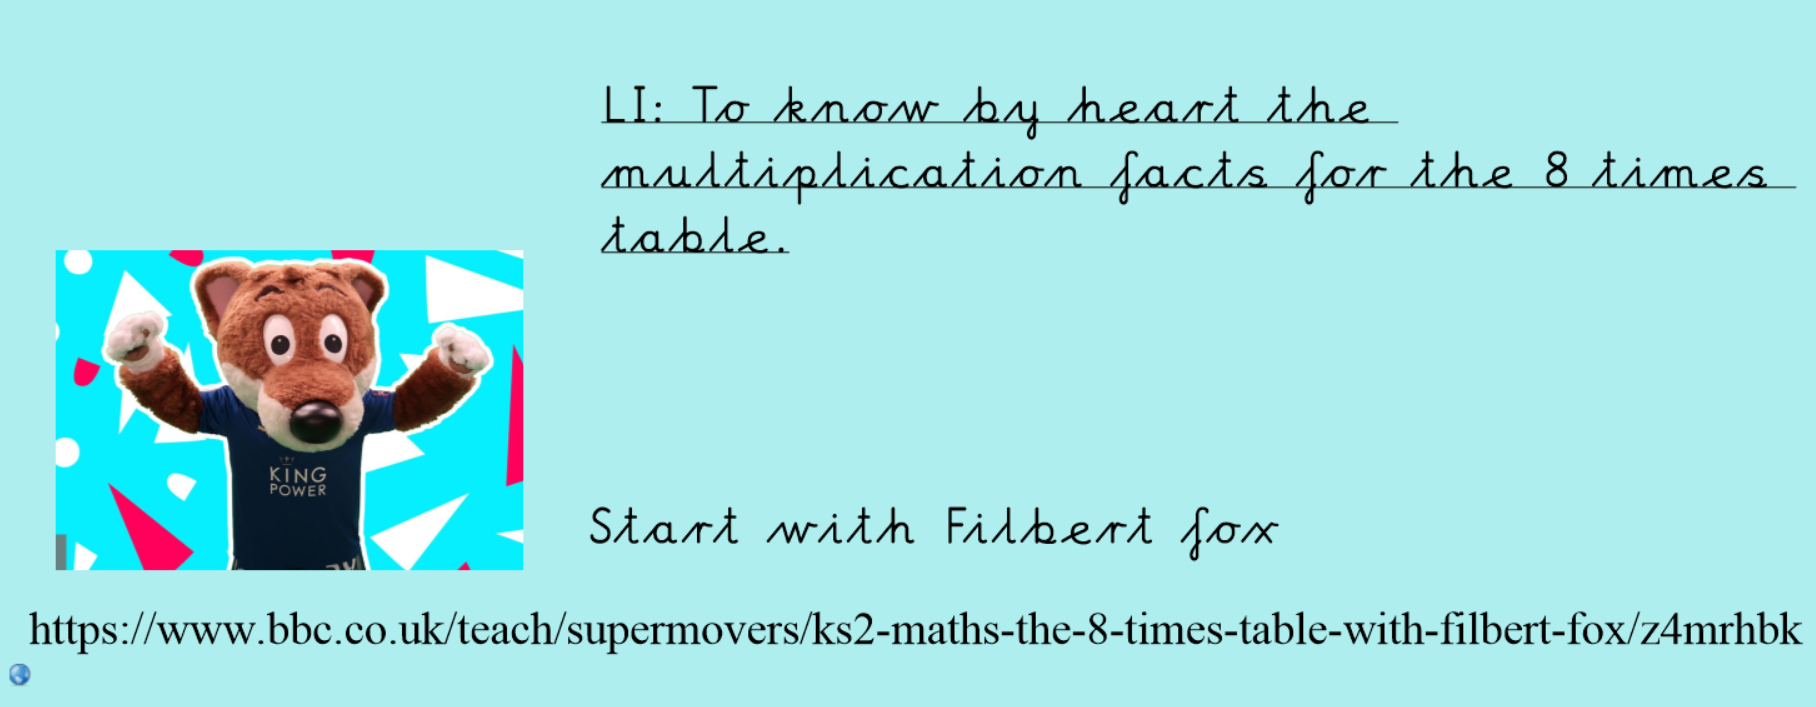 LI: To know by heart the
multiplication facts for the 8 times
table.
KING
POWER
Start with Filbert fox
https://www.bbc.co.uk/teach/supermovers/ks2-maths-the-8-times-table-with-filbert-fox/z4mrhbk